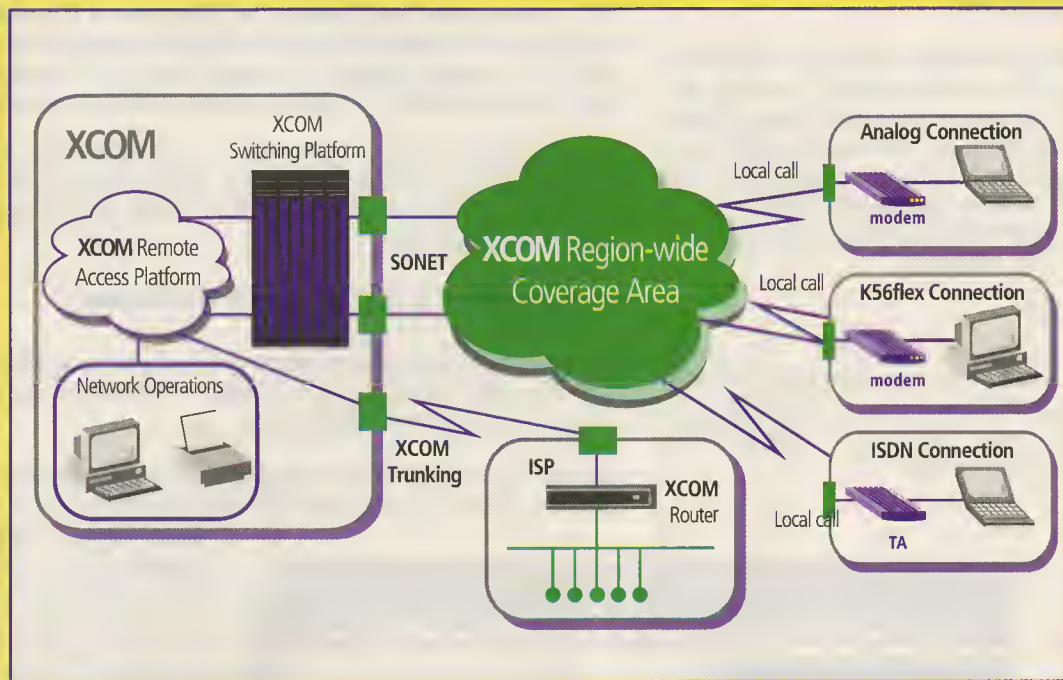 XCOM
XCOM
Switching Platform
XCOM Remote
Access Platform
Network Operations
SONET
XCOM
Trunking
XCOM Region-wide
Coverage Area
ISP
XCOM
Router
Local call
Analog Connection
modem
Local call
K56flex Connection
modem
Local call
ISDN Connection
TA